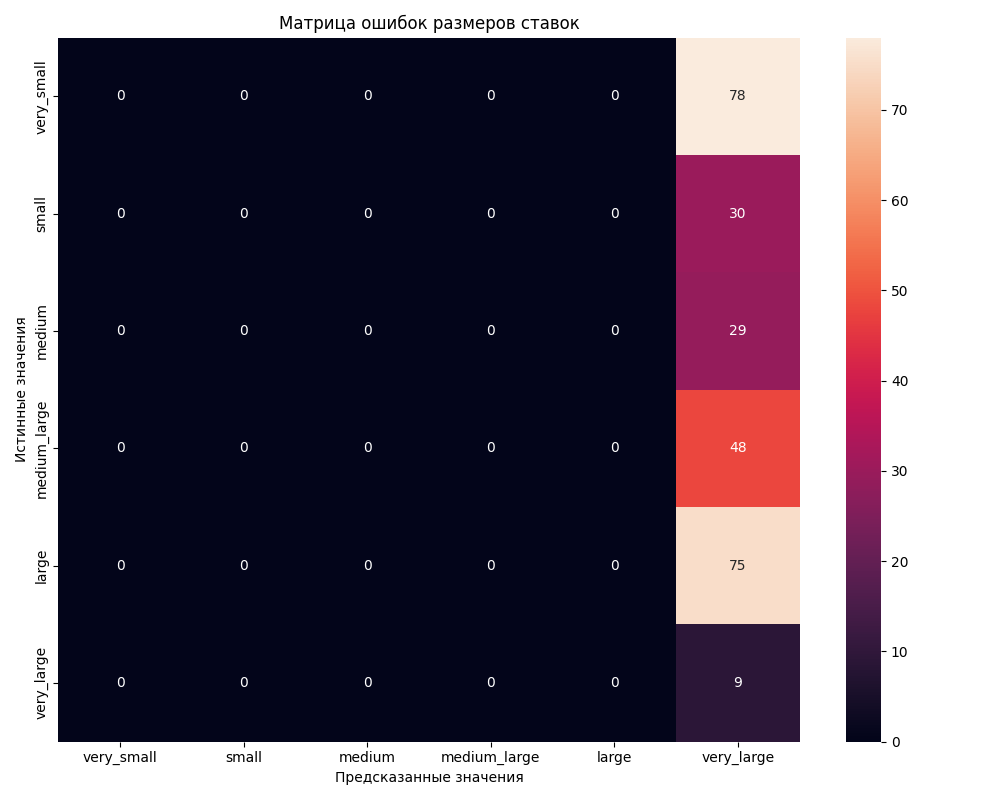 Матрица ошибок размеров ставок
Истинные значения
very_small
0 0 0 0 0 78
small
0 0 0 0 0 30
medium
0 0 0 0 0 29
medium_large
0 0 0 0 0 48
large
0 0 0 0 0 75
very_large
0 0 0 0 0 9
very_small small medium medium_large large very_large
Предсказанные значения
70
60
50
40
30
20
10
0